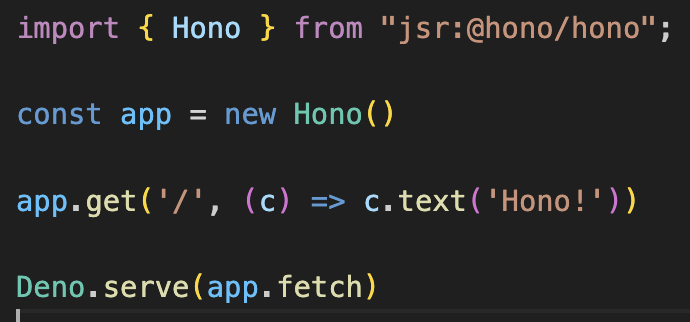 import { Hono } from "jsr:@hono/hono";
const app = new Hono()
app.get('/', (c) => c.text('Hono!'))
Deno.serve(app.fetch)